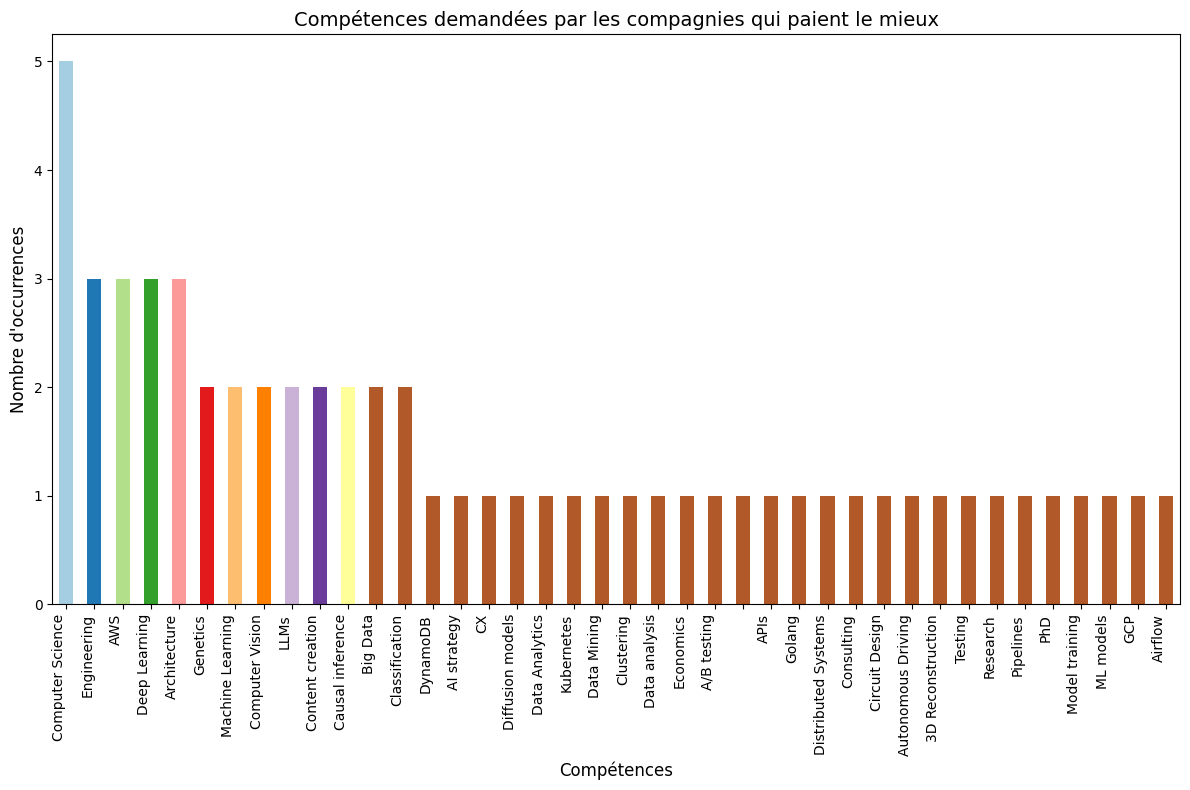 Compétences demandées par les compagnies qui paient le mieux
Nombre d'occurrences
5
4
3
2
1
0
Computer Science
Engineering
AWS
Deep Learning
Architecture
Genetics
Machine Learning
Computer Vision
LLMs
Content creation
Causal inference
Big Data
Classification
DynamoDB
AI strategy
CX
Diffusion models
Data Analytics
Kubernetes
Data Mining
Clustering
Data analysis
Economics
A/B testing
APIs
Golang
Distributed Systems
Consulting
Circuit Design
Autonomous Driving
3D Reconstruction
Testing
Research
Pipelines
PhD
Model training
ML models
GCP
Airflow
Compétences